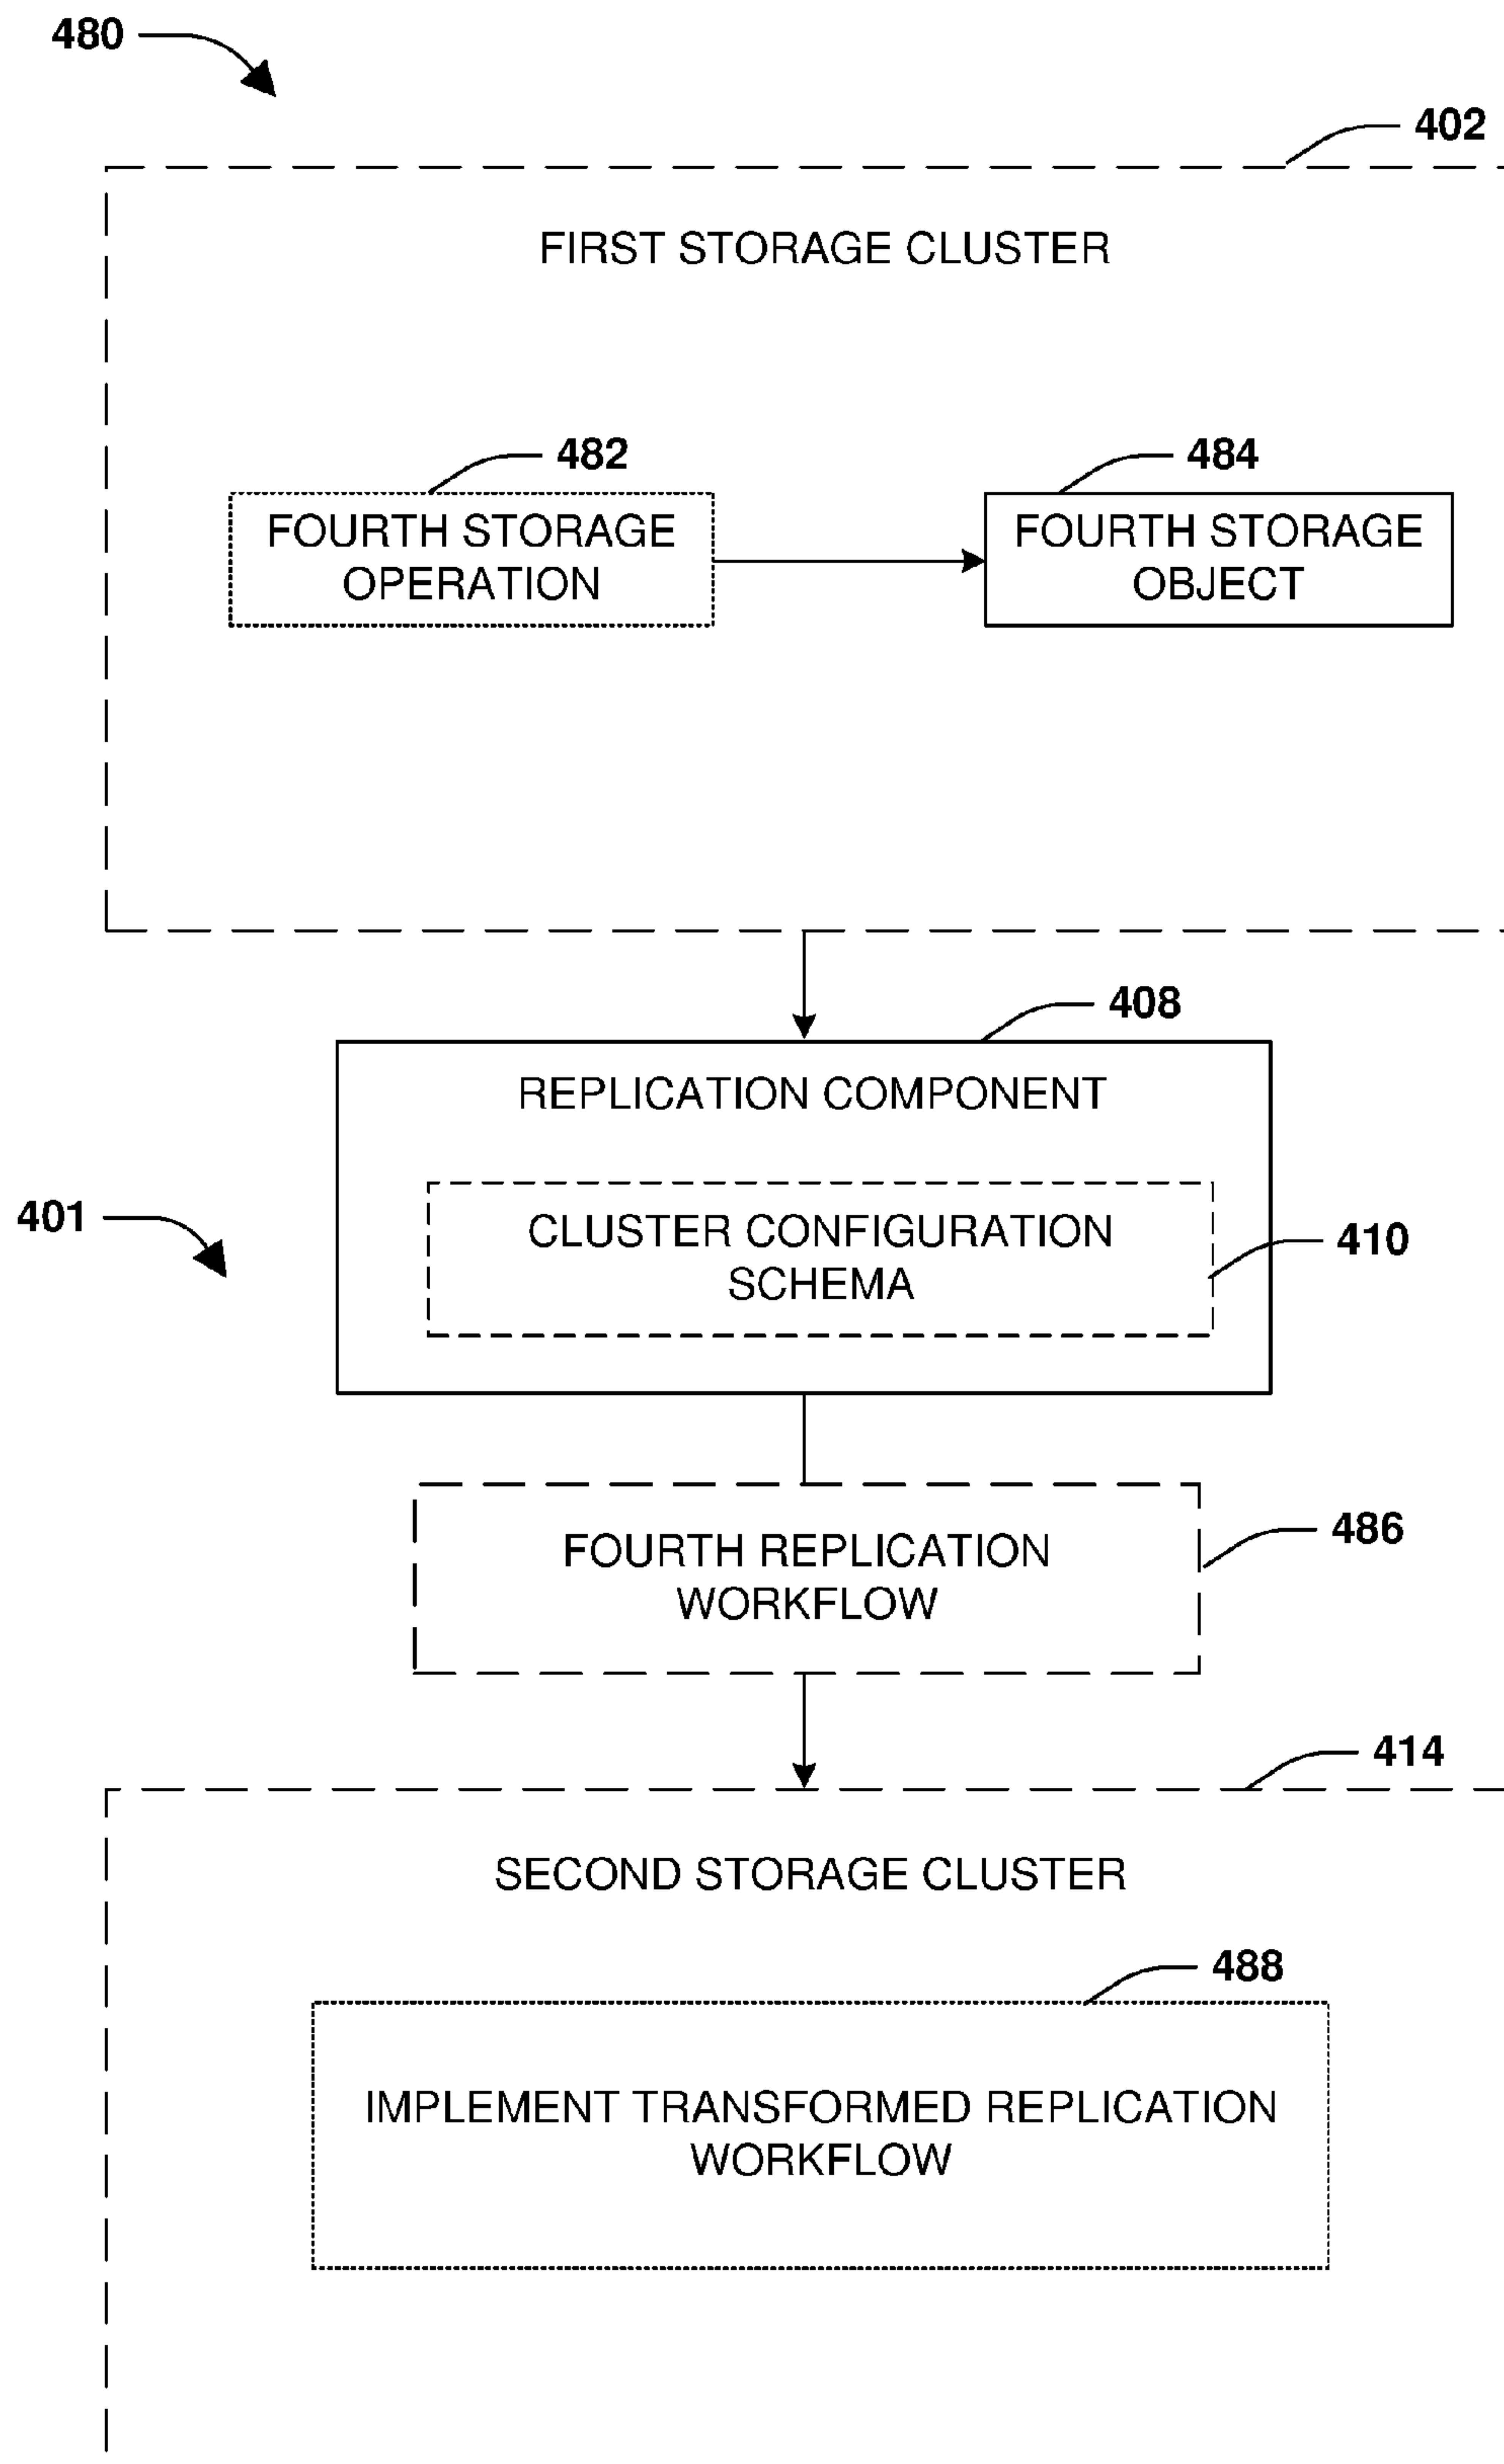 480
402
FIRST STORAGE CLUSTER
482
484
FOURTH STORAGE
OPERATION
FOURTH STORAGE
OBJECT
408
REPLICATION COMPONENT
401
CLUSTER CONFIGURATION
SCHEMA
410
FOURTH REPLICATION
WORKFLOW
486
414
SECOND STORAGE CLUSTER
488
IMPLEMENT TRANSFORMED REPLICATION
WORKFLOW